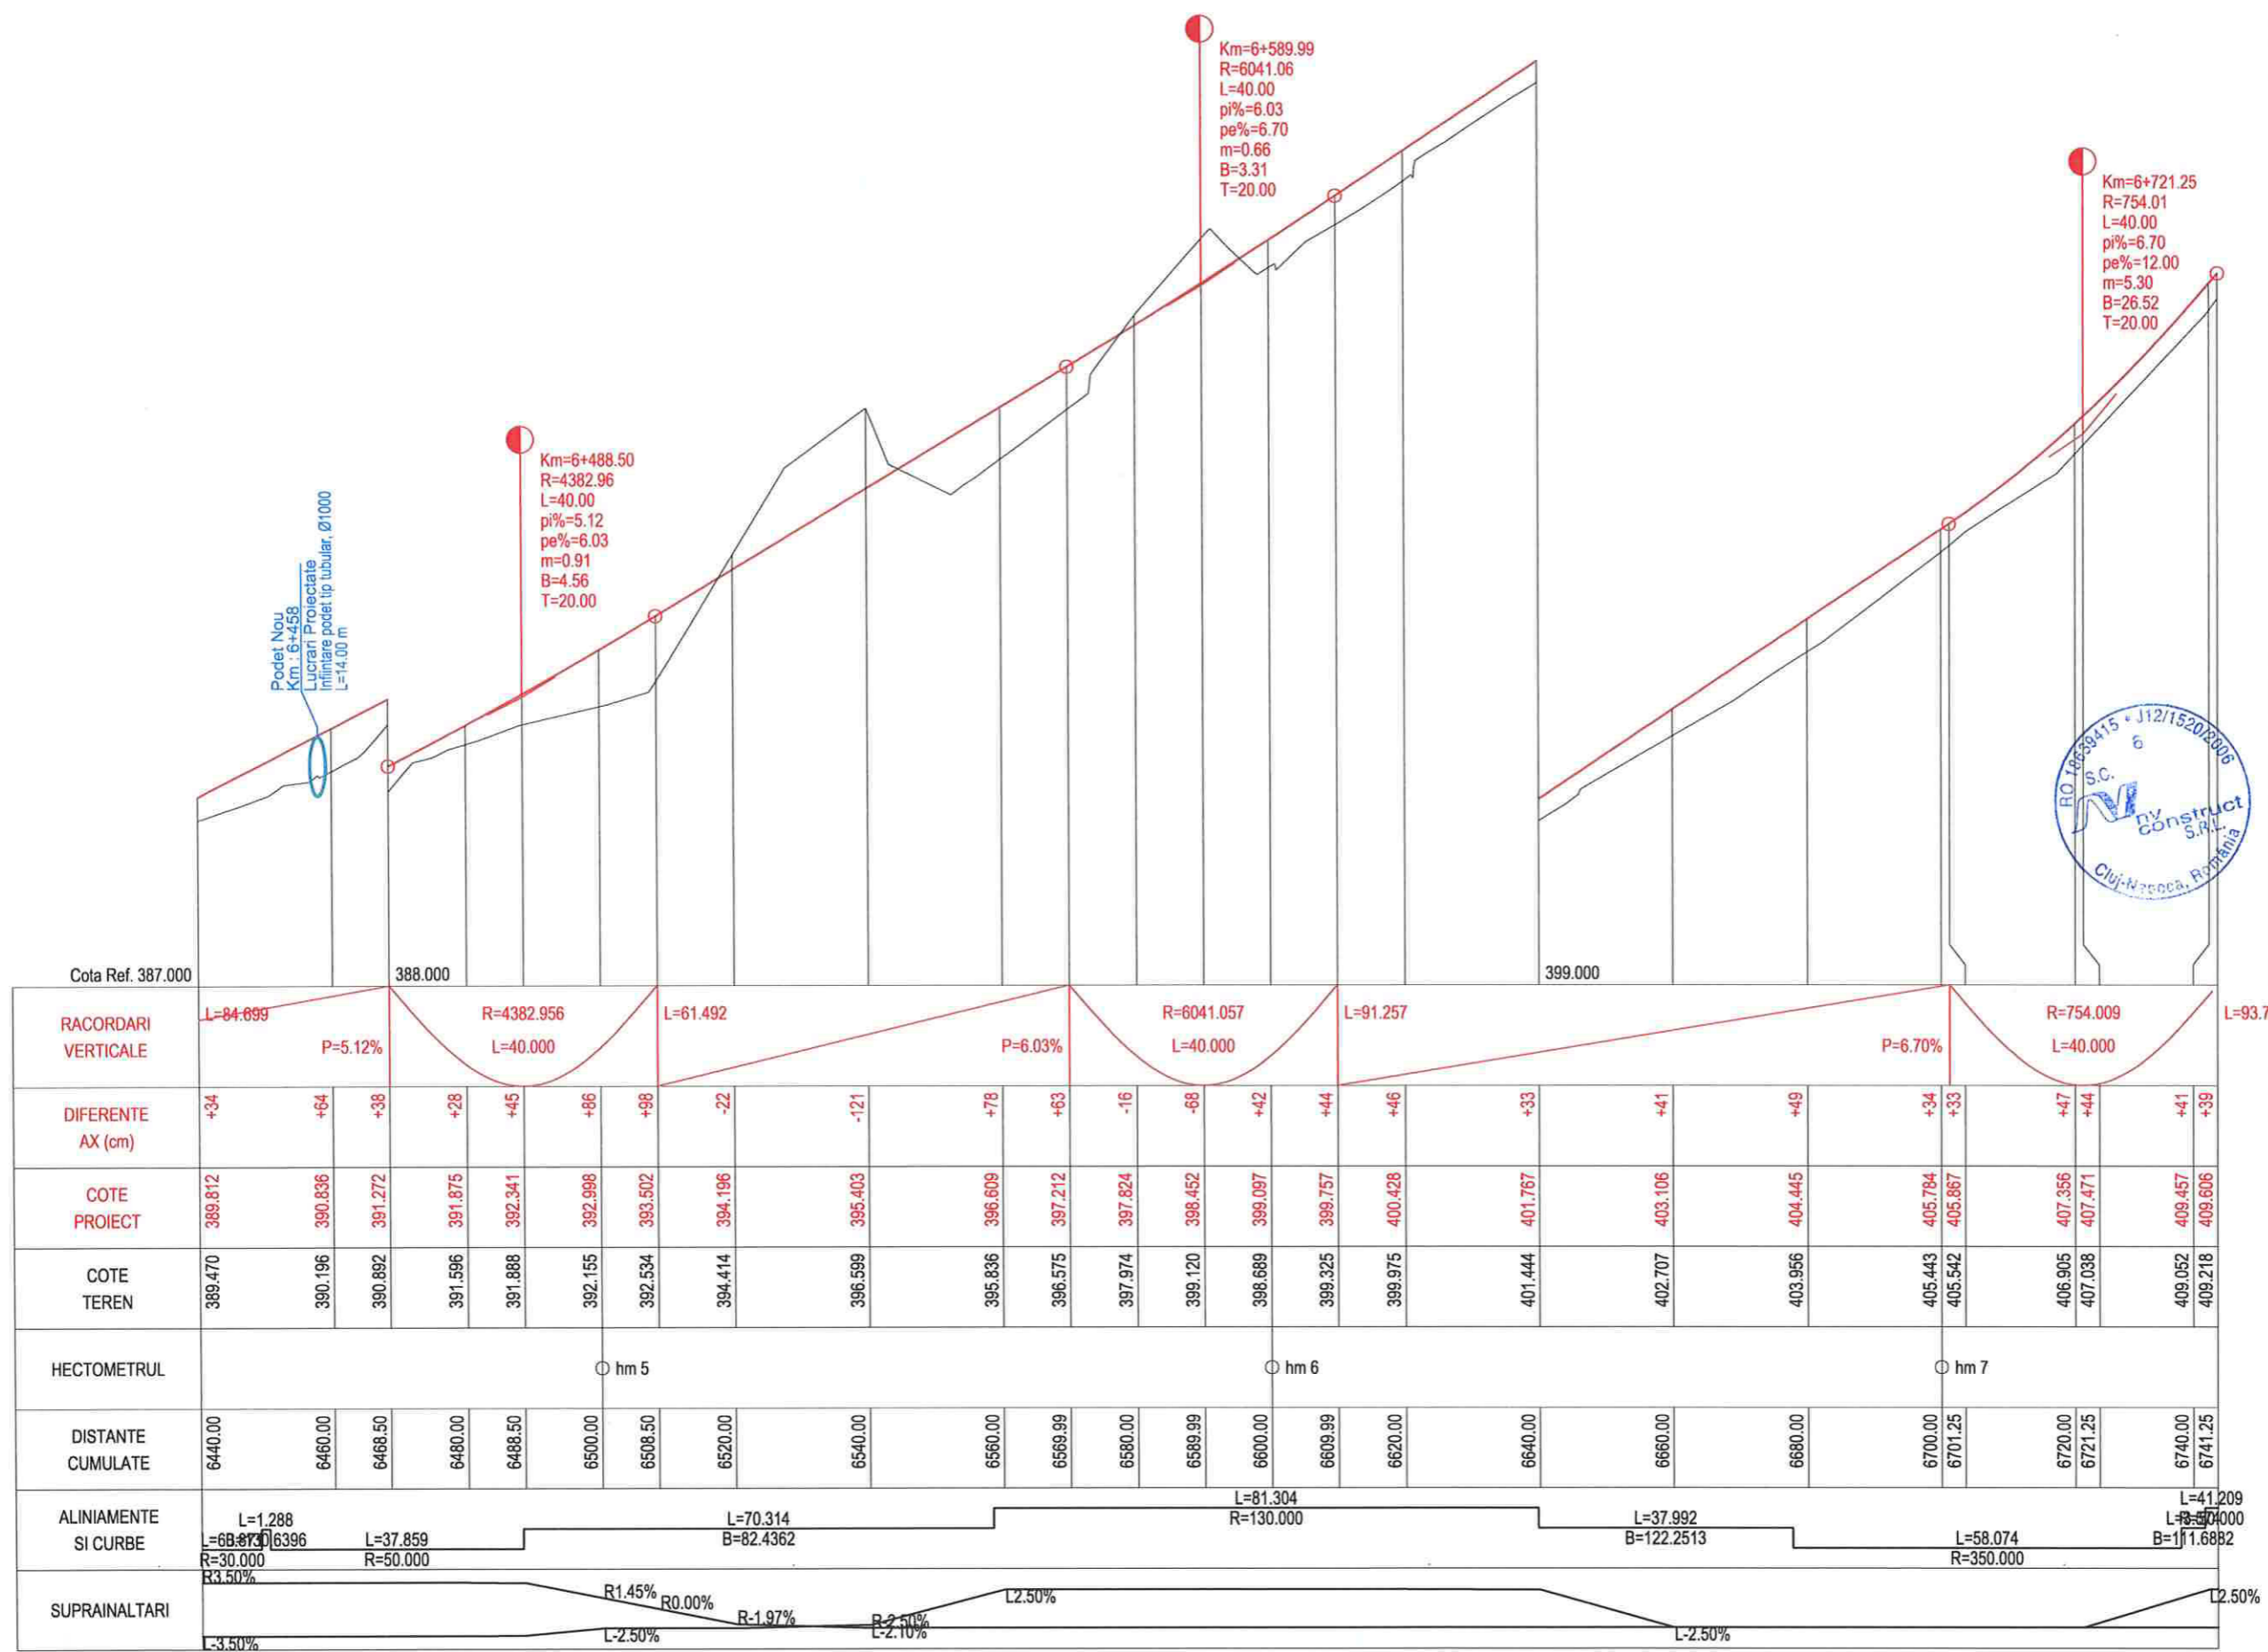 Km=6+589.99
R=6041.06
L=40.00
pi%=6.03
pe%=6.70
m=0.66
B=3.31
T=20.00
Km=6+721.25
R=754.01
L=40.00
pi%=6.70
pe%=12.00
m=5.30
B=26.52
T=20.00
Km=6+488.50
R=4382.96
L=40.00
pi%=5.12
pe%=6.03
m=0.91
B=4.56
T=20.00
Podet Nou
Km : 6+458
Lucrari Proiectate
Infiintare podet tip tubular, Ø1000
L=14.00 m
RO 18639415 * J12/1520/2006
6
S.C.
nv
construct
S.R.L.
Cluj-Napoca, România
Cota Ref. 387.000
388.000
399.000
RACORDARI
VERTICALE
L=84.699
P=5.12%
R=4382.956
L=40.000
L=61.492
P=6.03%
R=6041.057
L=40.000
L=91.257
P=6.70%
R=754.009
L=40.000
L=93.7
DIFERENTE
AX (cm)
+34 +64 +38 +28 +45 +86 +98 -22 -121 +78 +63 -16 -68 +42 +44 +46 +33 +41 +49 +34 +33 +47 +44 +41 +39
COTE
PROIECT
389.812 390.836 391.272 391.875 392.341 392.998 393.502 394.196 395.403 396.609 397.212 397.824 398.452 399.097 399.757 400.428 401.767 403.106 404.445 405.784 405.867 407.356 407.471 409.457 409.606
COTE
TEREN
389.470 390.196 390.892 391.596 391.888 392.155 392.534 394.414 396.599 395.836 396.575 397.974 399.120 398.689 399.325 399.975 401.444 402.707 403.956 405.443 405.542 406.905 407.038 409.052 409.218
HECTOMETRUL
hm 5
hm 6
hm 7
DISTANTE
CUMULATE
6440.00 6460.00 6468.50 6480.00 6488.50 6500.00 6508.50 6520.00 6540.00 6560.00 6569.99 6580.00 6589.99 6600.00 6609.99 6620.00 6640.00 6660.00 6680.00 6700.00 6701.25 6720.00 6721.25 6740.00 6741.25
ALINIAMENTE
SI CURBE
R=30.000
L=1.288
L=37.859
R=50.000
L=70.314
B=82.4362
L=81.304
R=130.000
L=37.992
B=122.2513
L=58.074
R=350.000
B=111.6882
L=41.209
SUPRAINALTARI
R3.50%
L-3.50%
R1.45%
L-2.50%
R0.00%
R-1.97%
R-2.50%
L-2.10%
L2.50%
L-2.50%
L2.50%